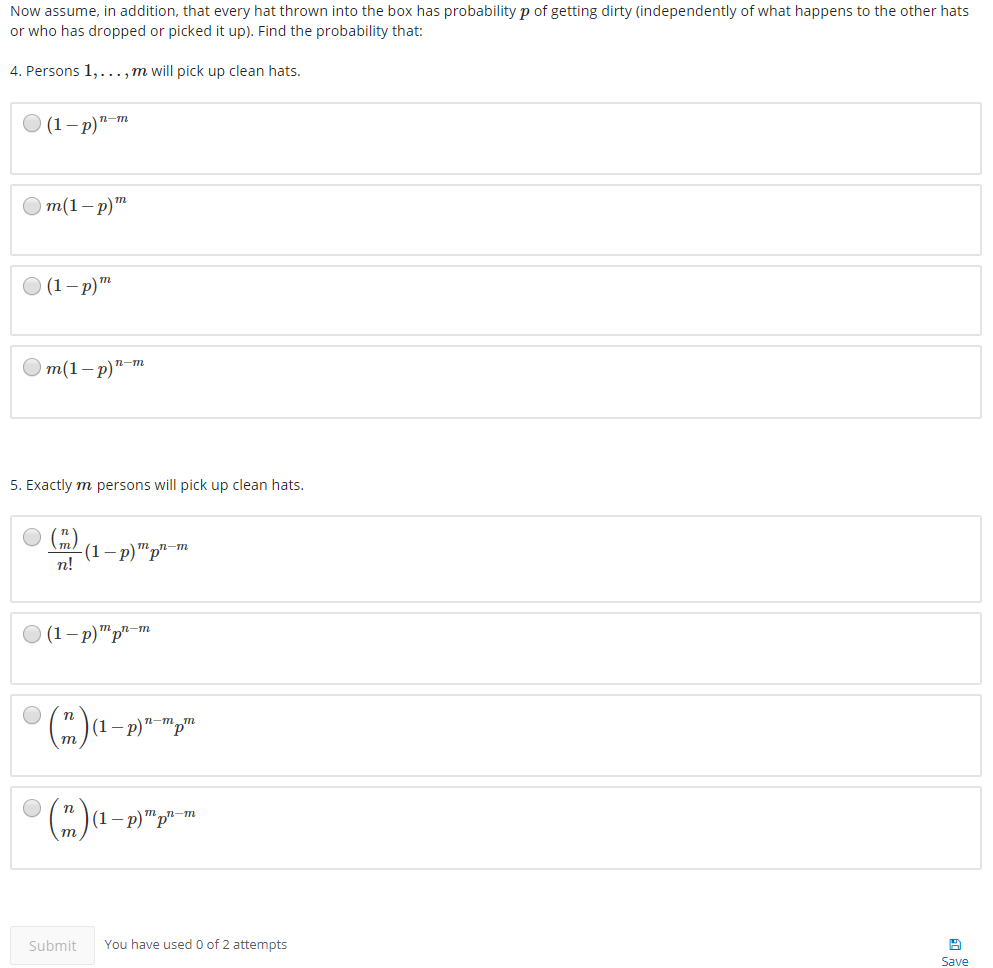 Now assume, in addition, that every hat thrown into the box has probability p of getting dirty (independently of what happens to the other hats
or who has dropped or picked it up). Find the probability that:
4. Persons 1, . . . , m will pick up clean hats.
(1 − p)^{n−m}
m(1 − p)^m
(1 − p)^m
m(1 − p)^{n−m}
5. Exactly m persons will pick up clean hats.
\frac{\binom{n}{m}}{n!}(1 − p)^m p^{n−m}
(1 − p)^m p^{n−m}
\binom{n}{m}(1 − p)^{n−m} p^m
\binom{n}{m}(1 − p)^m p^{n−m}
Submit You have used 0 of 2 attempts
Save